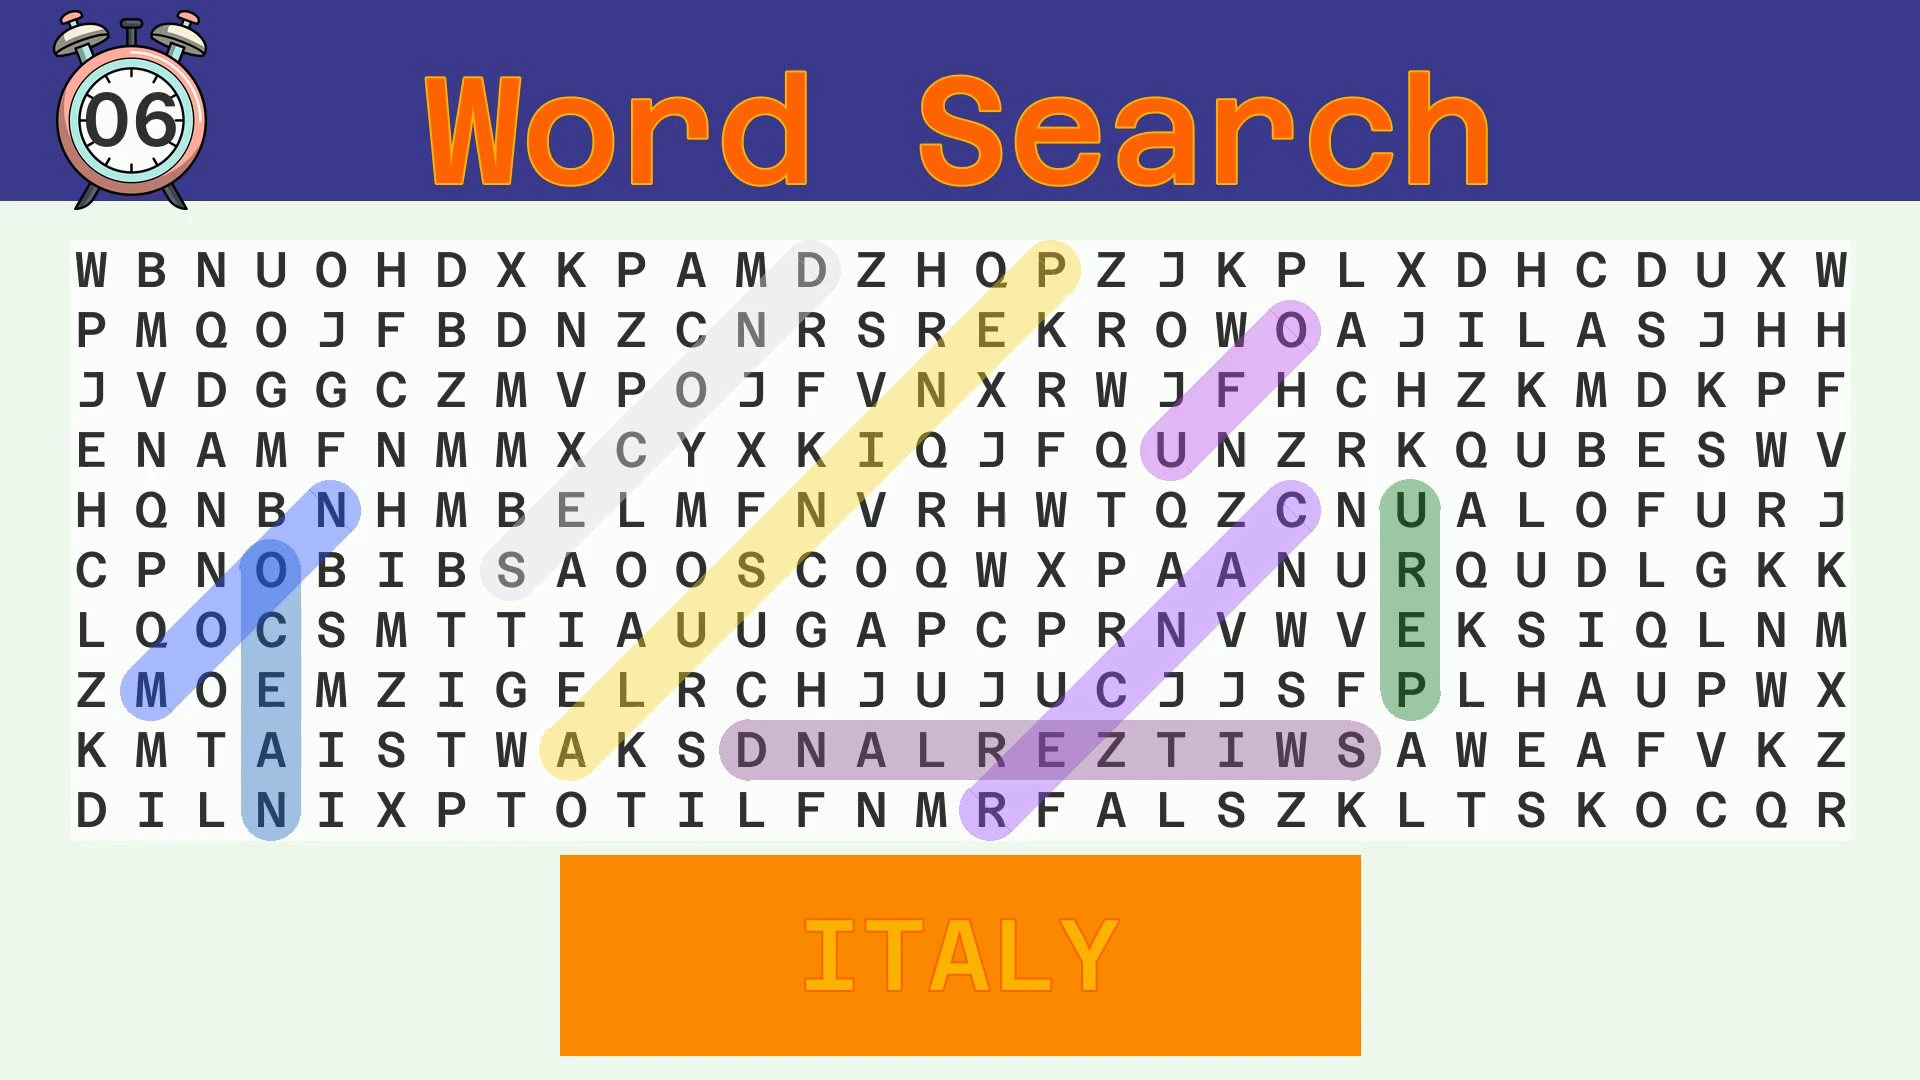 06
Word Search
W B N U O H D X K P A M D Z H Q P Z J K P L X D H C D U X W
P M Q O J F B D N Z C N R S R E K R O W O A J I L A S J H H
J V D G G C Z M V P O J F V N X R W J F H C H Z K M D K P F
E N A M F N M M X C Y X K I Q J F Q U N Z R K Q U B E S W V
H Q N B N H M B E L M F N V R H W T Q Z C N U A L O F U R J
C P N O B I B S A O O S C O Q W X P A A N U R Q U D L G K K
L Q O C S M T T I A U U G A P C P R N V W V E K S I Q L N M
Z M O E M Z I G E L R C H J U J U C J J S F P L H A U P W X
K M T A I S T W A K S D N A L R E Z T I W S A W E A F V K Z
D I L N I X P T O T I L F N M R F A L S Z K L T S K O C Q R
ITALY